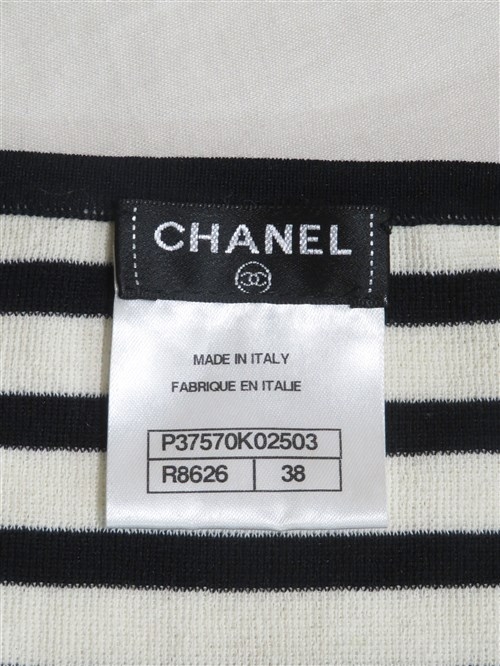 CHANEL
MADE IN ITALY
FABRIQUE EN ITALIE
P37570K02503
R8626 38